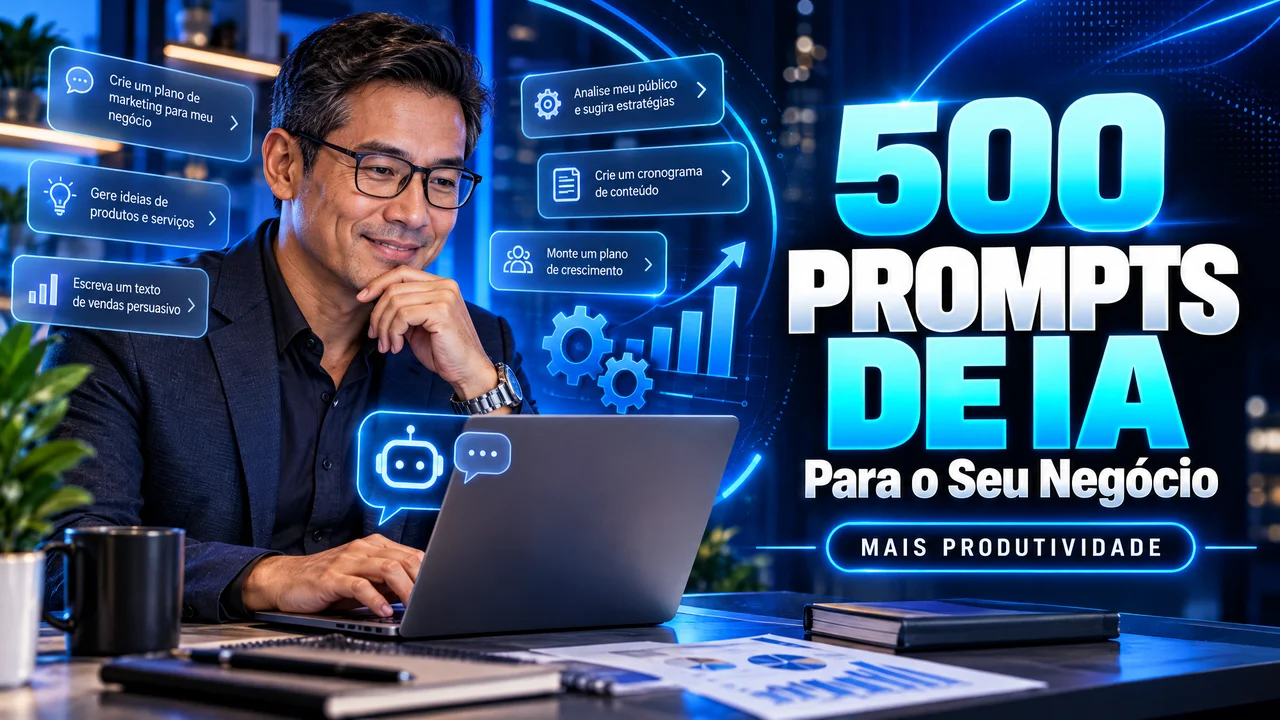 Crie um plano de
marketing para meu
negócio
Gere ideias de
produtos e serviços
Escreva um texto
de vendas persuasivo
Analise meu público
e sugira estratégias
Crie um cronograma
de conteúdo
Monte um plano
de crescimento
500
PROMPTS
DE IA
Para o Seu Negócio
MAIS PRODUTIVIDADE